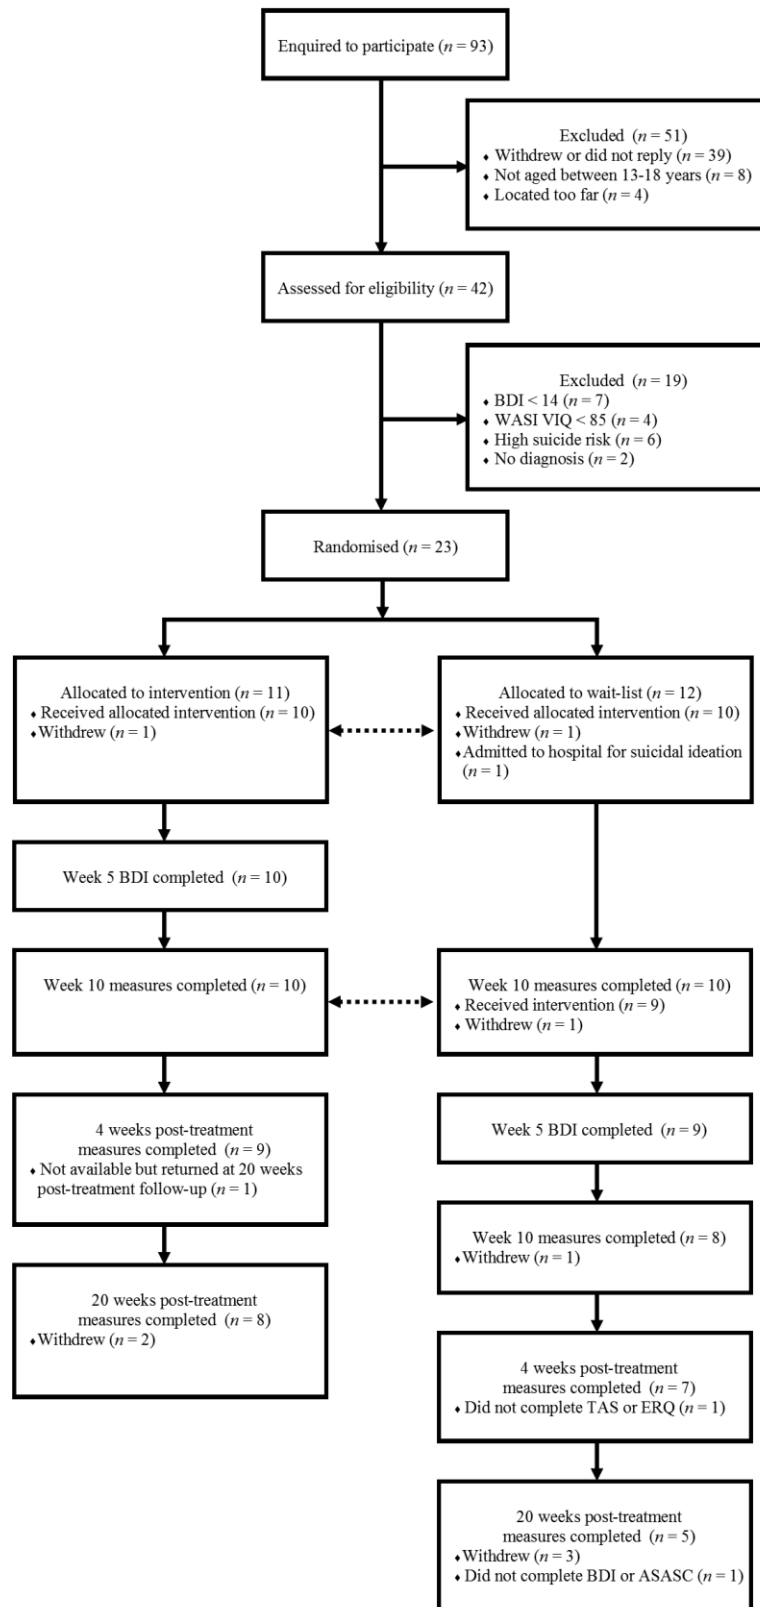 Enquired to participate (n = 93)
Excluded (n = 51)
♦ Withdrew or did not reply (n = 39)
♦ Not aged between 13-18 years (n = 8)
♦ Located too far (n = 4)
Assessed for eligibility (n = 42)
Excluded (n = 19)
♦ BDI < 14 (n = 7)
♦ WASI VIQ < 85 (n = 4)
♦ High suicide risk (n = 6)
♦ No diagnosis (n = 2)
Randomised (n = 23)
Allocated to intervention (n = 11)
♦ Received allocated intervention (n = 10)
♦ Withdrew (n = 1)
Allocated to wait-list (n = 12)
♦ Received allocated intervention (n = 10)
♦ Withdrew (n = 1)
♦ Admitted to hospital for suicidal ideation
(n = 1)
Week 5 BDI completed (n = 10)
Week 10 measures completed (n = 10)
Week 10 measures completed (n = 10)
♦ Received intervention (n = 9)
♦ Withdrew (n = 1)
4 weeks post-treatment
measures completed (n = 9)
♦ Not available but returned at 20 weeks
post-treatment follow-up (n = 1)
Week 5 BDI completed (n = 9)
Week 10 measures completed (n = 8)
♦ Withdrew (n = 1)
20 weeks post-treatment
measures completed (n = 8)
♦ Withdrew (n = 2)
4 weeks post-treatment
measures completed (n = 7)
♦ Did not complete TAS or ERQ (n = 1)
20 weeks post-treatment
measures completed (n = 5)
♦ Withdrew (n = 3)
♦ Did not complete BDI or ASASC (n = 1)